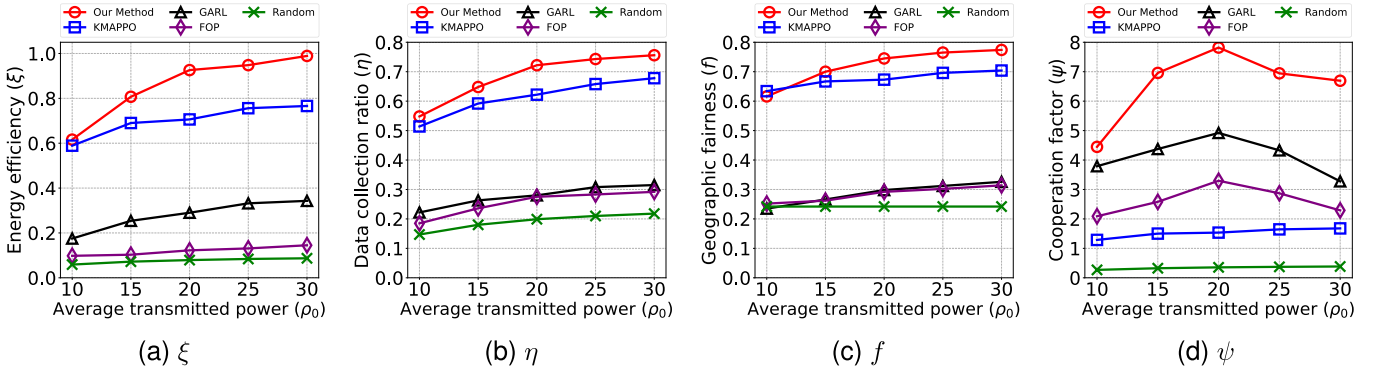 Our Method GARL Random
KMAPPO FOP
Energy efficiency (ξ)
1.0
0.8
0.6
0.4
0.2
0.0
10 15 20 25 30
Average transmitted power (ρ0)
(a) ξ
Our Method GARL Random
KMAPPO FOP
Data collection ratio (η)
0.8
0.7
0.6
0.5
0.4
0.3
0.2
0.1
0.0
10 15 20 25 30
Average transmitted power (ρ0)
(b) η
Our Method GARL Random
KMAPPO FOP
Geographic fairness (f)
0.8
0.7
0.6
0.5
0.4
0.3
0.2
0.1
0.0
10 15 20 25 30
Average transmitted power (ρ0)
(c) f
Our Method GARL Random
KMAPPO FOP
Cooperation factor (ψ)
8
7
6
5
4
3
2
1
0
10 15 20 25 30
Average transmitted power (ρ0)
(d) ψ